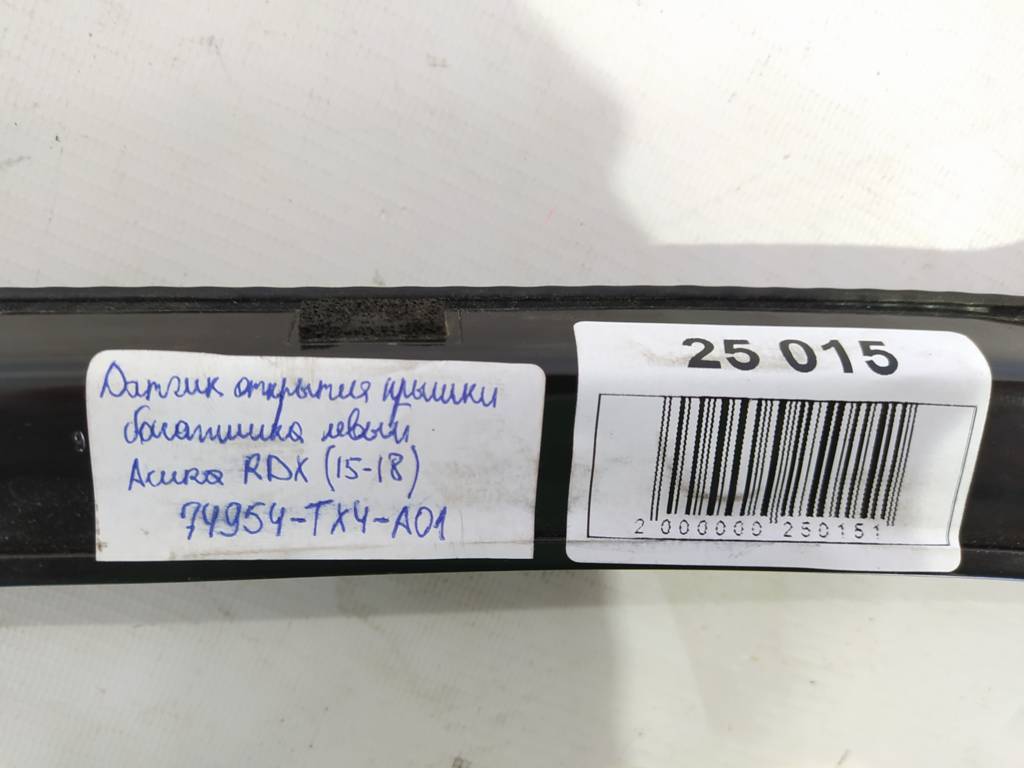 Датчик открытия крышки
багажника левый
Acura RDX (15-18)
74954-TX4-A01
25 015
2 000000 250151